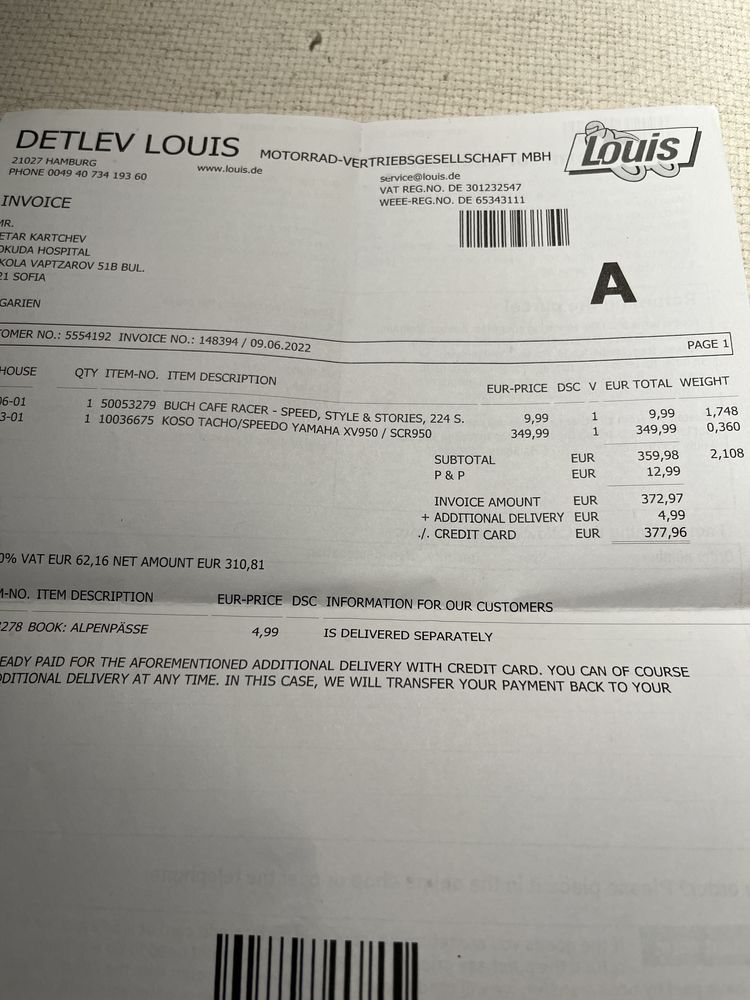 DETLEV LOUIS MOTORRAD-VERTRIEBSGESELLSCHAFT MBH Louis
21027 HAMBURG
PHONE 0049 40 734 193 60
www.louis.de
service@louis.de
VAT REG.NO. DE 301232547
WEEE-REG.NO. DE 65343111
INVOICE
MR.
ETAR KARTCHEV
OKUDA HOSPITAL
KOLA VAPTZAROV 51B BUL.
21 SOFIA
GARIEN
A
TOMER NO.: 5554192 INVOICE NO.: 148394 / 09.06.2022 PAGE 1
HOUSE QTY ITEM-NO. ITEM DESCRIPTION EUR-PRICE DSC V EUR TOTAL WEIGHT
06-01 1 50053279 BUCH CAFE RACER - SPEED, STYLE & STORIES, 224 S. 9,99 1 9,99 1,748
3-01 1 10036675 KOSO TACHO/SPEEDO YAMAHA XV950 / SCR950 349,99 1 349,99 0,360
SUBTOTAL EUR 359,98 2,108
P & P EUR 12,99
INVOICE AMOUNT EUR 372,97
+ ADDITIONAL DELIVERY EUR 4,99
./. CREDIT CARD EUR 377,96
0% VAT EUR 62,16 NET AMOUNT EUR 310,81
M-NO. ITEM DESCRIPTION EUR-PRICE DSC INFORMATION FOR OUR CUSTOMERS
278 BOOK: ALPENPÄSSE 4,99 IS DELIVERED SEPARATELY
EADY PAID FOR THE AFOREMENTIONED ADDITIONAL DELIVERY WITH CREDIT CARD. YOU CAN OF COURSE
DDITIONAL DELIVERY AT ANY TIME. IN THIS CASE, WE WILL TRANSFER YOUR PAYMENT BACK TO YOUR